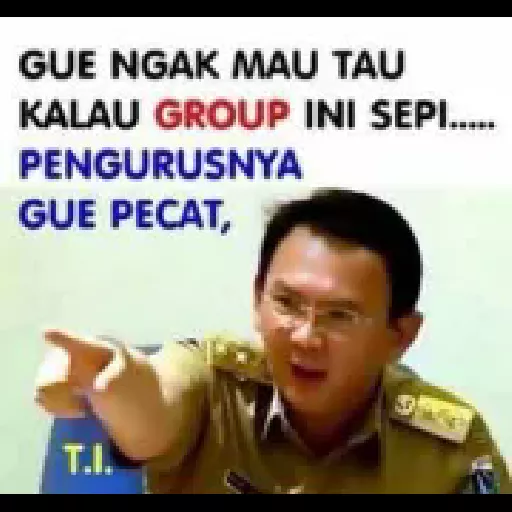 GUE NGAK MAU TAU
KALAU GROUP INI SEPI.....
PENGURUSNYA
GUE PECAT,
T.I.